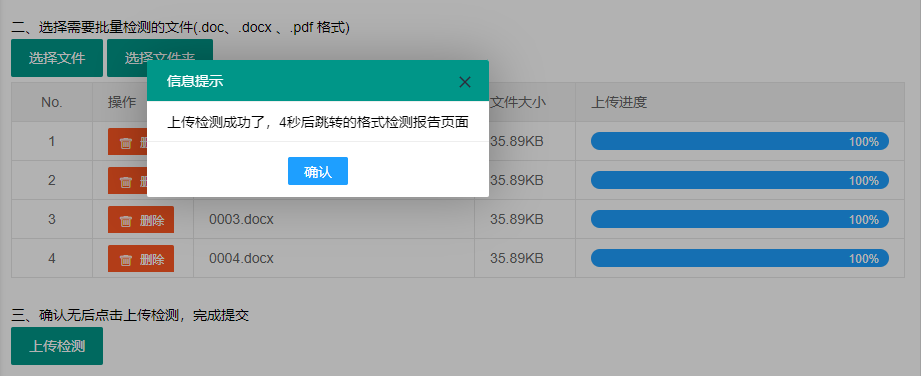 二、选择需要批量检测的文件(.doc、.docx 、.pdf 格式)
选择文件 选择文件夹
信息提示
No. 操作 文件大小 上传进度
上传检测成功了，4秒后跳转的格式检测报告页面
1 删 35.89KB 100%
确认
2 删 35.89KB 100%
3 删除 0003.docx 35.89KB 100%
4 删除 0004.docx 35.89KB 100%
三、确认无后点击上传检测，完成提交
上传检测